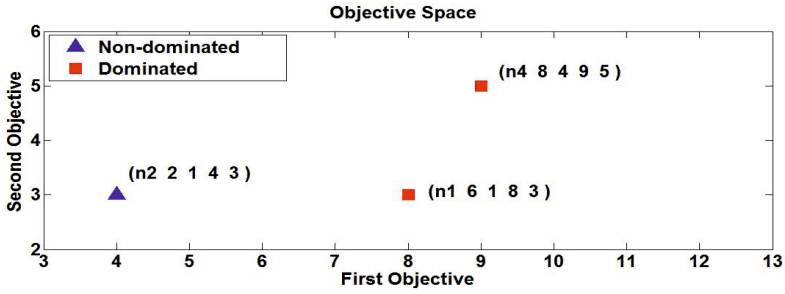 Objective Space
6
Non-dominated
Dominated
(n4 8 4 9 5 )
5
Second Objective
4
(n2 2 1 4 3 )
3
(n1 6 1 8 3 )
2
3 4 5 6 7 8 9 10 11 12 13
First Objective